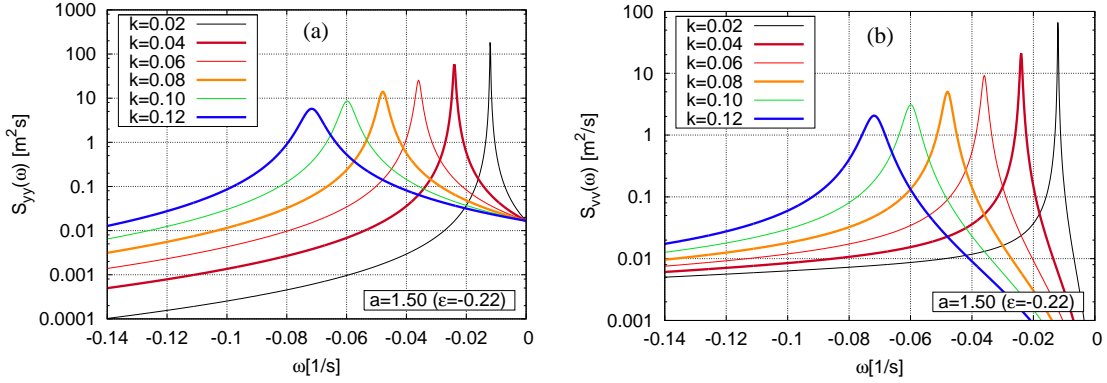 (a)
k=0.02
k=0.04
k=0.06
k=0.08
k=0.10
k=0.12
1000
100
10
1
0.1
0.01
0.001
0.0001
S_yy(ω) [m²s]
a=1.50 (ε=-0.22)
-0.14 -0.12 -0.1 -0.08 -0.06 -0.04 -0.02 0
ω[1/s]
(b)
k=0.02
k=0.04
k=0.06
k=0.08
k=0.10
k=0.12
100
10
1
0.1
0.01
0.001
S_vv(ω) [m²/s]
a=1.50 (ε=-0.22)
-0.14 -0.12 -0.1 -0.08 -0.06 -0.04 -0.02 0
ω[1/s]